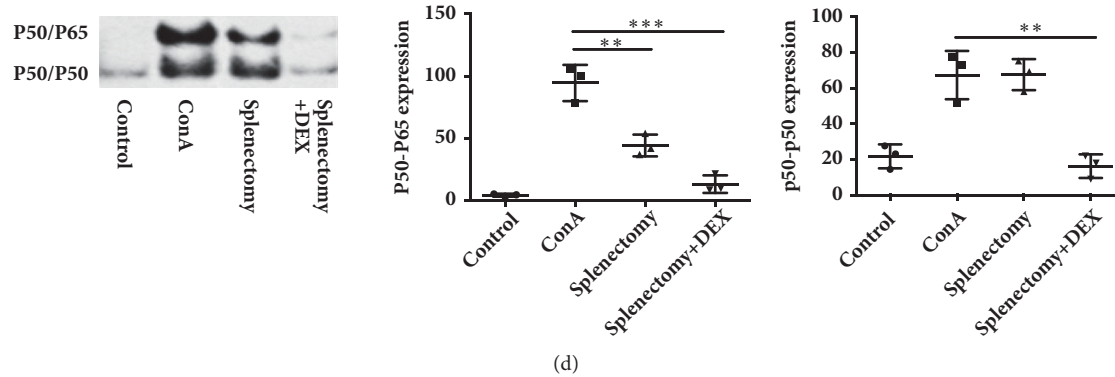 P50/P65
P50/P50
Control
ConA
Splenectomy
Splenectomy
+DEX
P50-P65 expression
150
100
50
0
***
**
Control
ConA
Splenectomy
Splenectomy+DEX
p50-p50 expression
100
80
60
40
20
0
**
Control
ConA
Splenectomy
Splenectomy+DEX
(d)